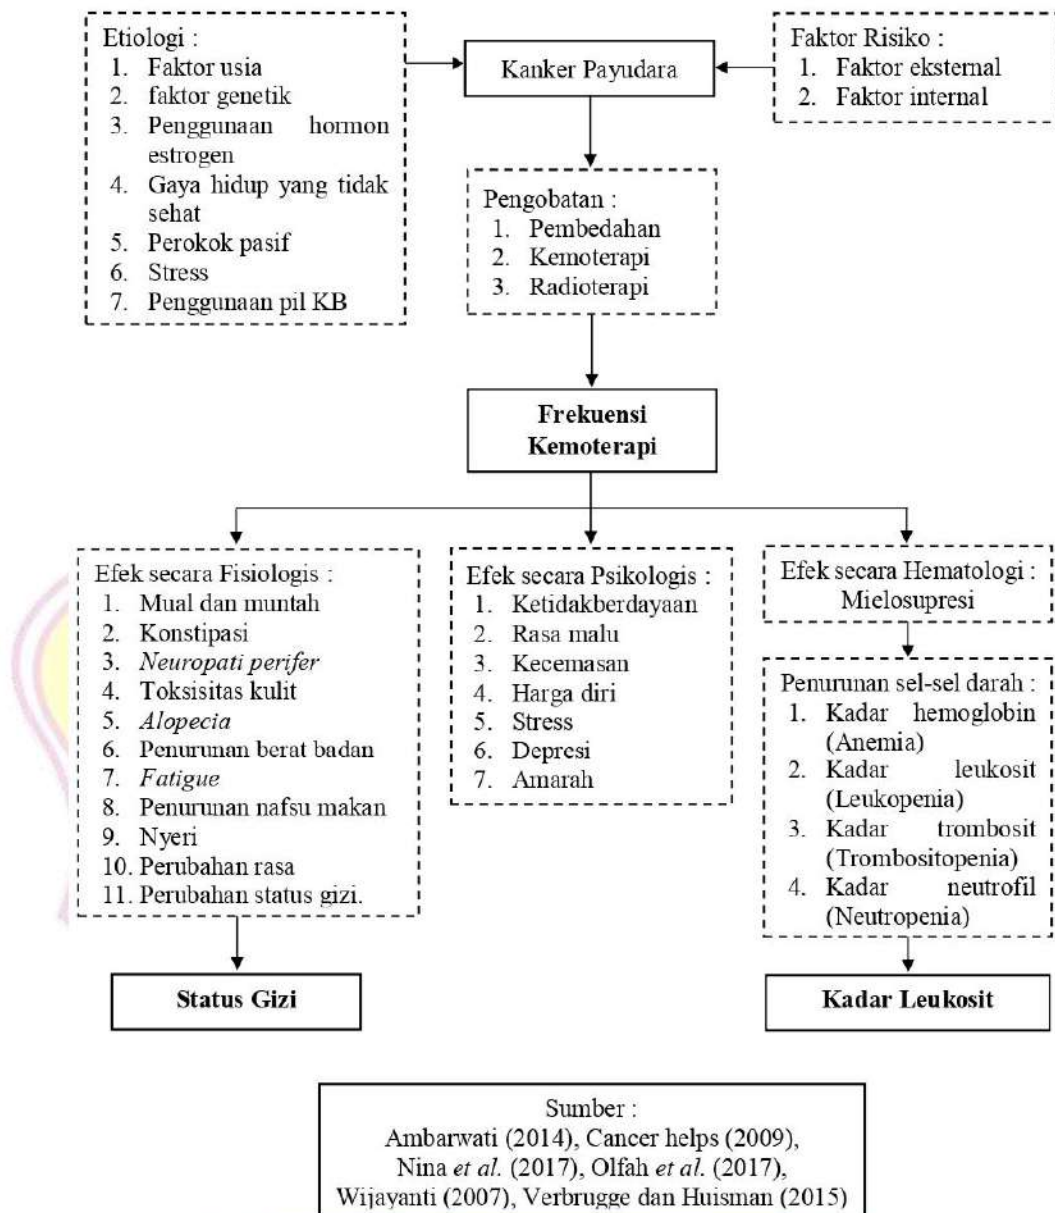 Etiologi :
1. Faktor usia
2. faktor genetik
3. Penggunaan hormon
estrogen
4. Gaya hidup yang tidak
sehat
5. Perokok pasif
6. Stress
7. Penggunaan pil KB
Kanker Payudara
Faktor Risiko :
1. Faktor eksternal
2. Faktor internal
Pengobatan :
1. Pembedahan
2. Kemoterapi
3. Radioterapi
Frekuensi
Kemoterapi
Efek secara Fisiologis :
1. Mual dan muntah
2. Konstipasi
3. Neuropati perifer
4. Toksisitas kulit
5. Alopecia
6. Penurunan berat badan
7. Fatigue
8. Penurunan nafsu makan
9. Nyeri
10. Perubahan rasa
11. Perubahan status gizi.
Efek secara Psikologis :
1. Ketidakberdayaan
2. Rasa malu
3. Kecemasan
4. Harga diri
5. Stress
6. Depresi
7. Amarah
Efek secara Hematologi :
Mielosupresi
Penurunan sel-sel darah :
1. Kadar hemoglobin
(Anemia)
2. Kadar leukosit
(Leukopenia)
3. Kadar trombosit
(Trombositopenia)
4. Kadar neutrofil
(Neutropenia)
Status Gizi
Kadar Leukosit
Sumber :
Ambarwati (2014), Cancer helps (2009),
Nina et al. (2017), Olfah et al. (2017),
Wijayanti (2007), Verbrugge dan Huisman (2015)